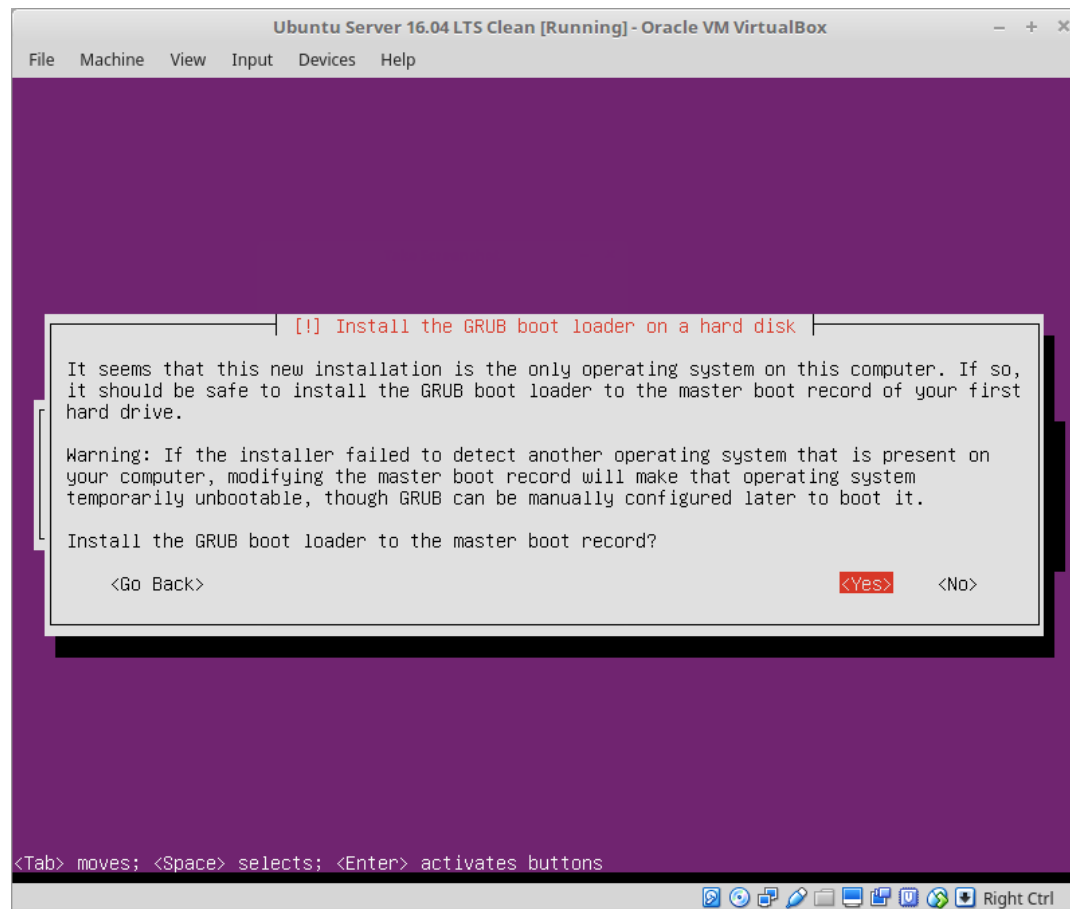 Ubuntu Server 16.04 LTS Clean [Running] - Oracle VM VirtualBox
File Machine View Input Devices Help
[!] Install the GRUB boot loader on a hard disk
It seems that this new installation is the only operating system on this computer. If so,
it should be safe to install the GRUB boot loader to the master boot record of your first
hard drive.
Warning: If the installer failed to detect another operating system that is present on
your computer, modifying the master boot record will make that operating system
temporarily unbootable, though GRUB can be manually configured later to boot it.
Install the GRUB boot loader to the master boot record?
<Go Back> <Yes> <No>
<Tab> moves; <Space> selects; <Enter> activates buttons
Right Ctrl